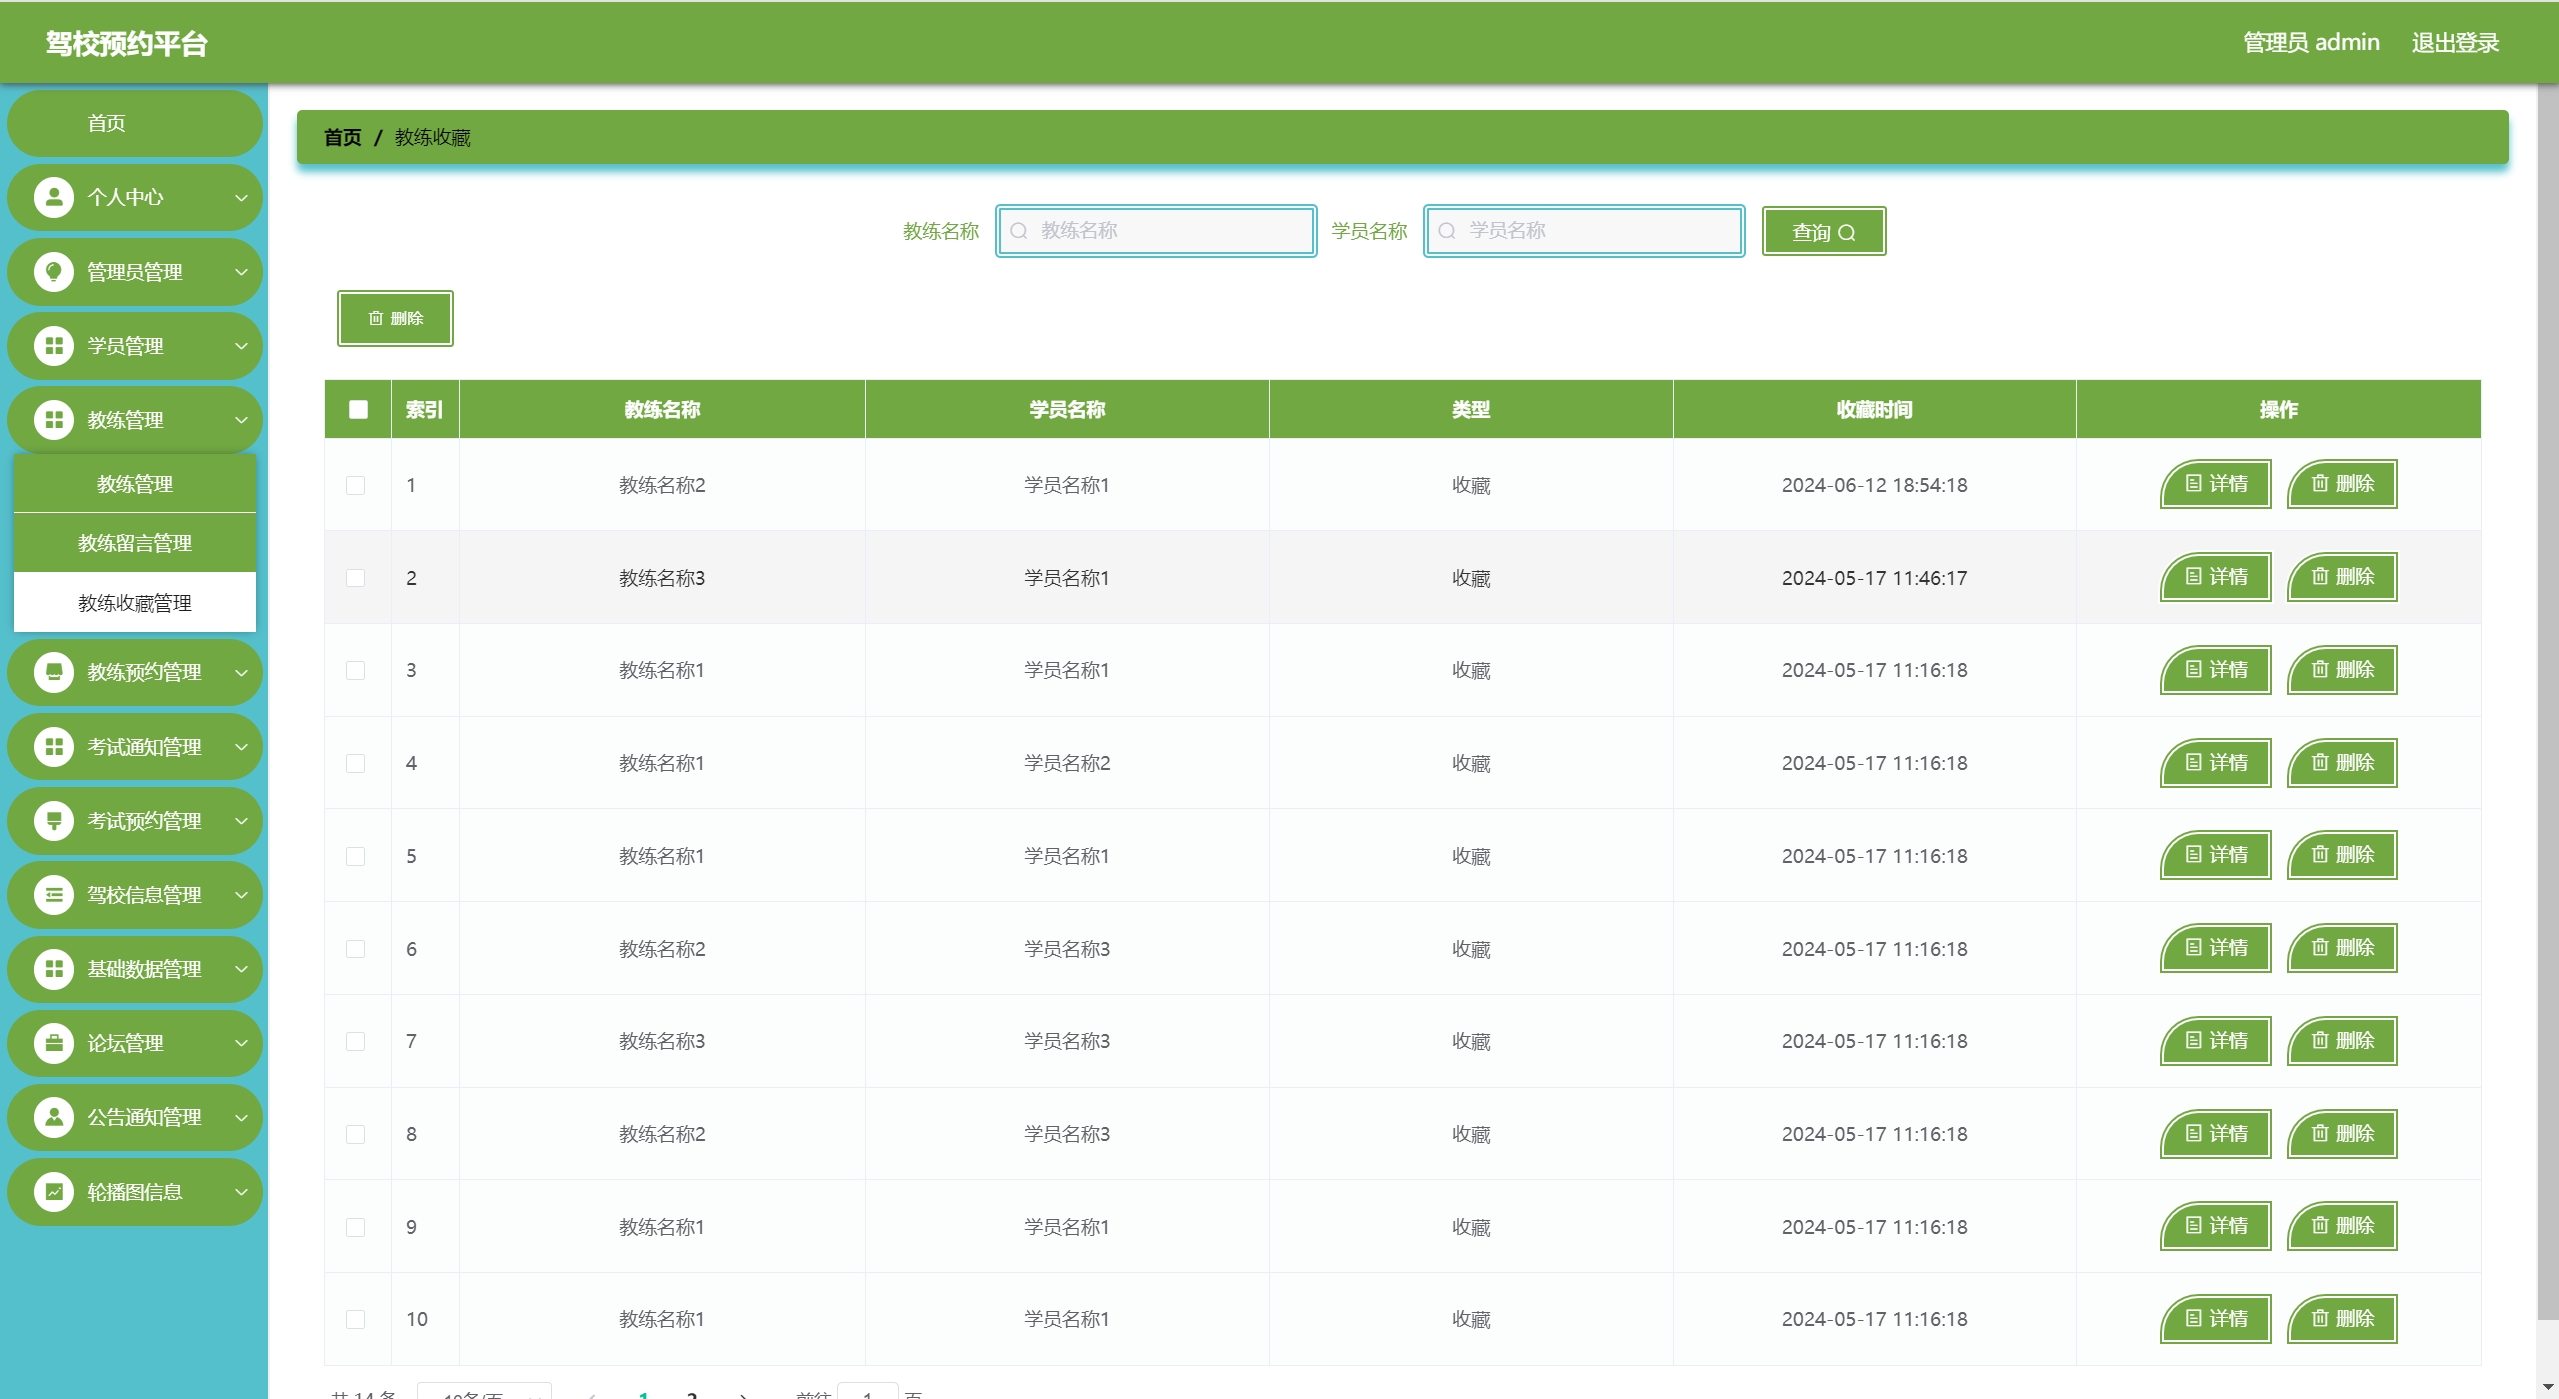 驾校预约平台
管理员 admin 退出登录
首页
个人中心
管理员管理
学员管理
教练管理
教练管理
教练留言管理
教练收藏管理
教练预约管理
考试通知管理
考试预约管理
驾校信息管理
基础数据管理
论坛管理
公告通知管理
轮播图信息
首页 / 教练收藏
教练名称 教练名称 学员名称 学员名称 查询
删除
索引 教练名称 学员名称 类型 收藏时间 操作
1 教练名称2 学员名称1 收藏 2024-06-12 18:54:18 详情 删除
2 教练名称3 学员名称1 收藏 2024-05-17 11:46:17 详情 删除
3 教练名称1 学员名称1 收藏 2024-05-17 11:16:18 详情 删除
4 教练名称1 学员名称2 收藏 2024-05-17 11:16:18 详情 删除
5 教练名称1 学员名称1 收藏 2024-05-17 11:16:18 详情 删除
6 教练名称2 学员名称3 收藏 2024-05-17 11:16:18 详情 删除
7 教练名称3 学员名称3 收藏 2024-05-17 11:16:18 详情 删除
8 教练名称2 学员名称3 收藏 2024-05-17 11:16:18 详情 删除
9 教练名称1 学员名称1 收藏 2024-05-17 11:16:18 详情 删除
10 教练名称1 学员名称1 收藏 2024-05-17 11:16:18 详情 删除
共 14 条 10条/页 1 2 前往 1 页